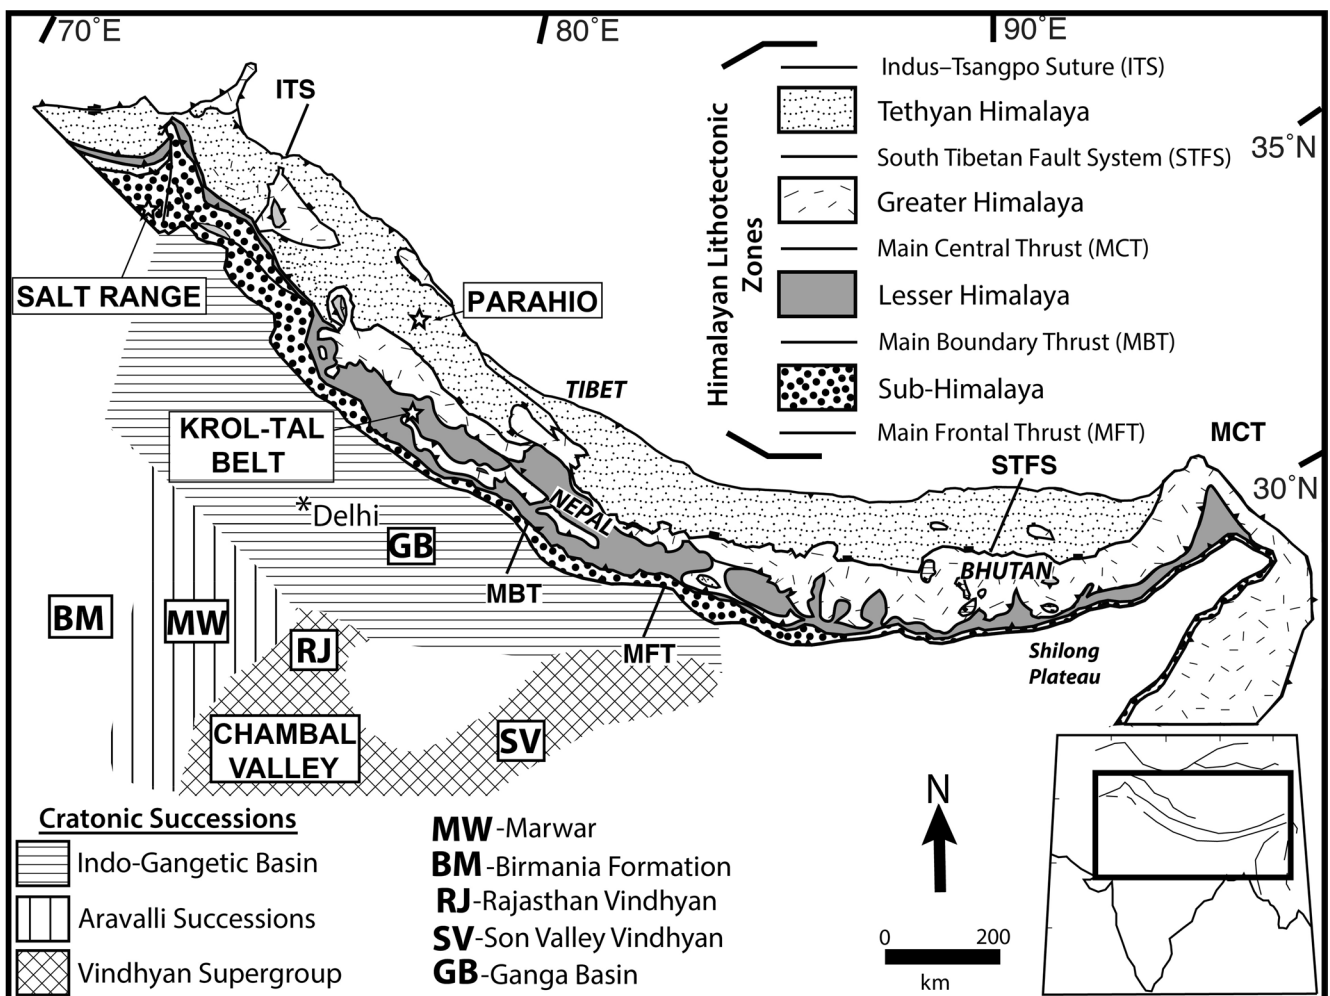 70°E
80°E
90°E
35°N
30°N
ITS
SALT RANGE
PARAHIO
TIBET
KROL-TAL
BELT
*Delhi
GB
NEPAL
MBT
MFT
BM
MW
RJ
CHAMBAL
VALLEY
SV
STFS
MCT
BHUTAN
Shilong
Plateau
Himalayan Lithotectonic
Zones
Indus–Tsangpo Suture (ITS)
Tethyan Himalaya
South Tibetan Fault System (STFS)
Greater Himalaya
Main Central Thrust (MCT)
Lesser Himalaya
Main Boundary Thrust (MBT)
Sub-Himalaya
Main Frontal Thrust (MFT)
Cratonic Successions
Indo-Gangetic Basin
Aravalli Successions
Vindhyan Supergroup
MW-Marwar
BM-Birmania Formation
RJ-Rajasthan Vindhyan
SV-Son Valley Vindhyan
GB-Ganga Basin
N
0 200
km